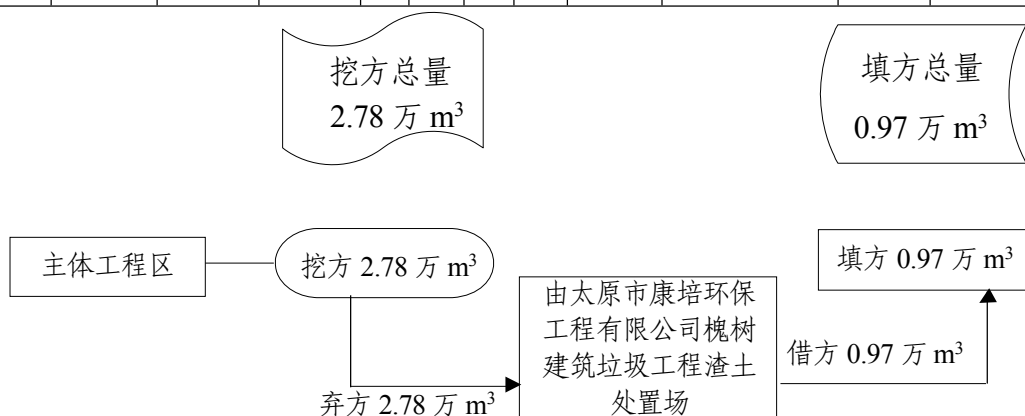 挖方总量
2.78 万 m³
填方总量
0.97 万 m³
主体工程区
挖方 2.78 万 m³
填方 0.97 万 m³
由太原市康培环保
工程有限公司槐树
建筑垃圾工程渣土
处置场
借方 0.97 万 m³
弃方 2.78 万 m³